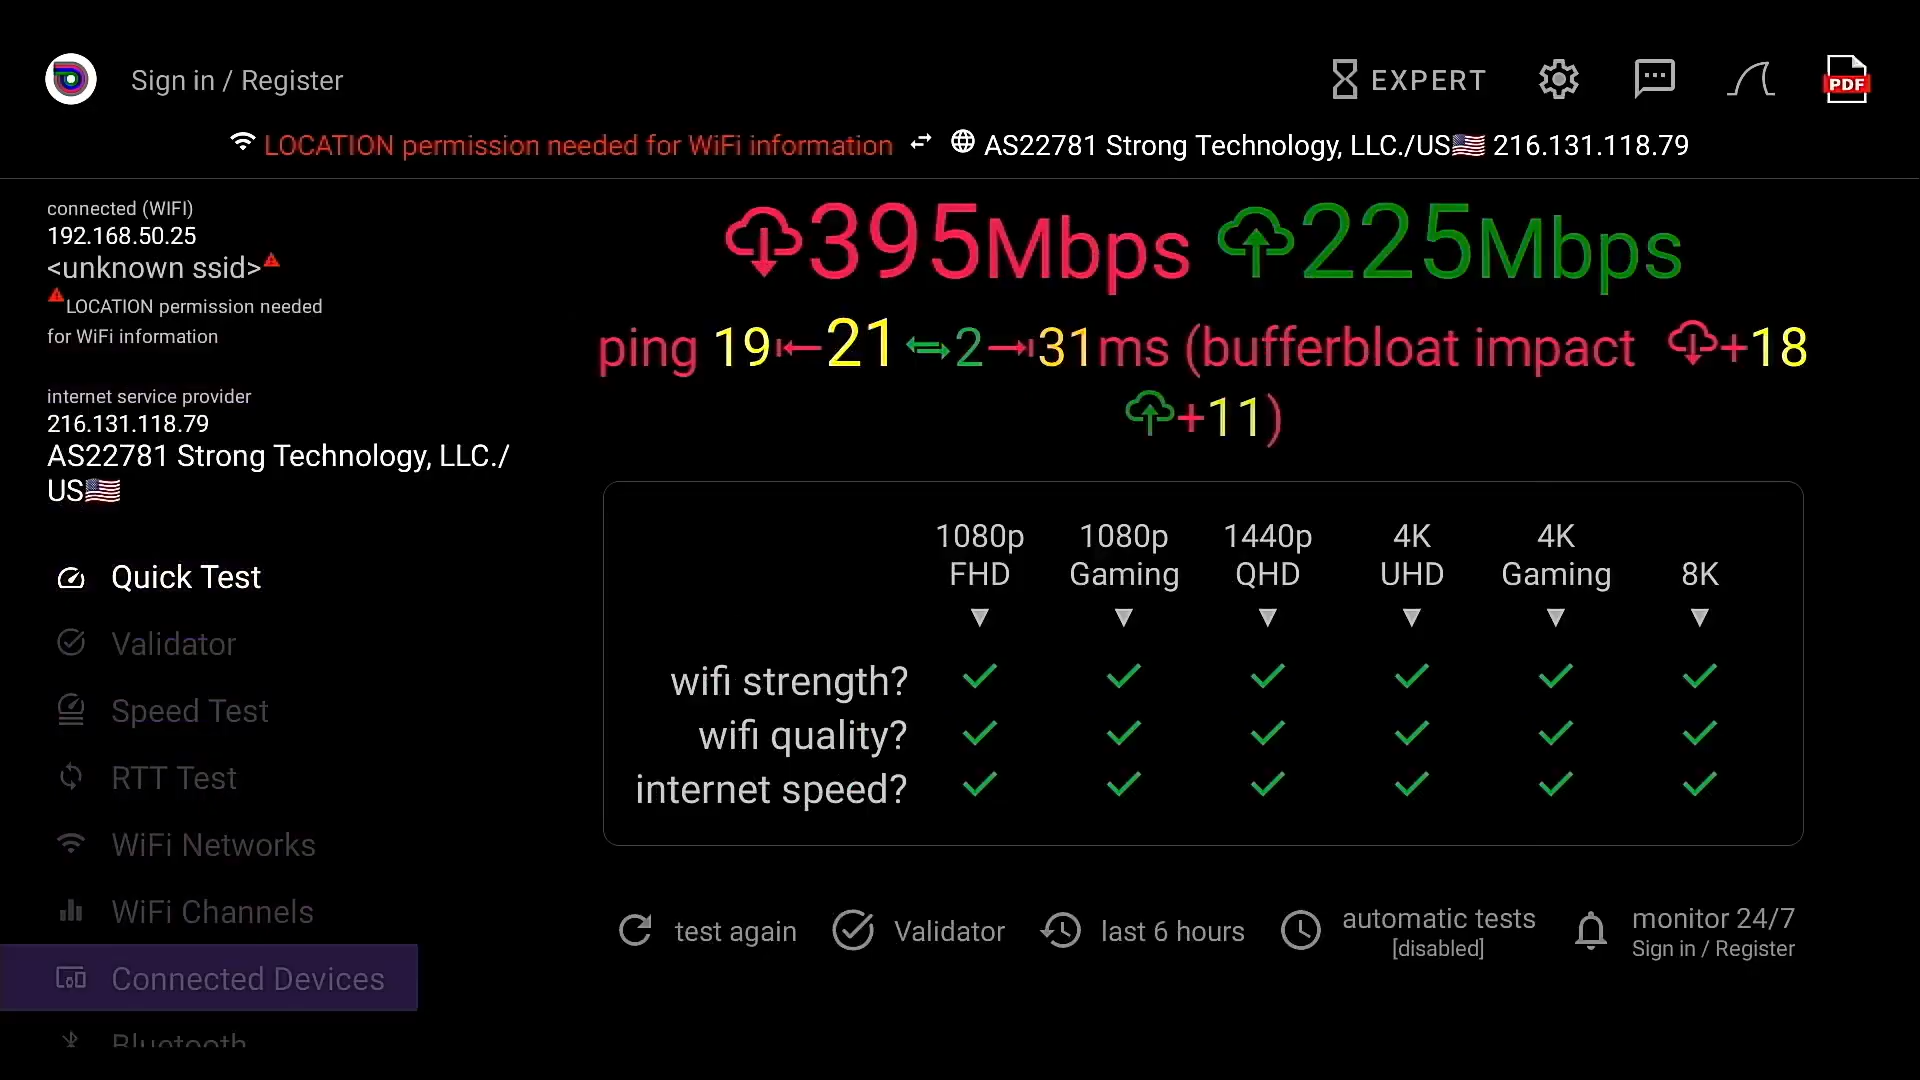 Sign in / Register
EXPERT
PDF
LOCATION permission needed for WiFi information
AS22781 Strong Technology, LLC./US🇺🇸 216.131.118.79
connected (WIFI)
192.168.50.25
<unknown ssid>
LOCATION permission needed
for WiFi information
internet service provider
216.131.118.79
AS22781 Strong Technology, LLC./
US🇺🇸
Quick Test
Validator
Speed Test
RTT Test
WiFi Networks
WiFi Channels
Connected Devices
Bluetooth
395Mbps 225Mbps
ping 19 21 2 31ms (bufferbloat impact +18
+11)
1080p 1080p 1440p 4K 4K
FHD Gaming QHD UHD Gaming 8K
wifi strength?
wifi quality?
internet speed?
test again
Validator
last 6 hours
automatic tests
[disabled]
monitor 24/7
Sign in / Register